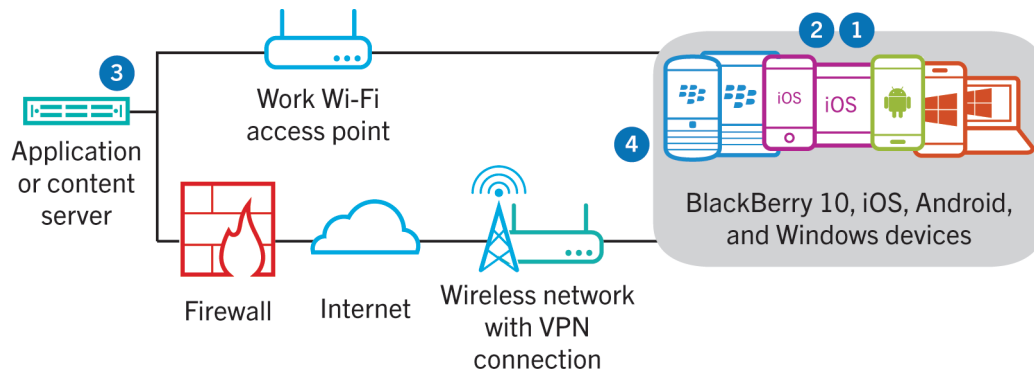 2 1
3
iOS
iOS
Work Wi-Fi
access point
4
Application
or content
server
BlackBerry 10, iOS, Android,
and Windows devices
Firewall
Internet
Wireless network
with VPN
connection